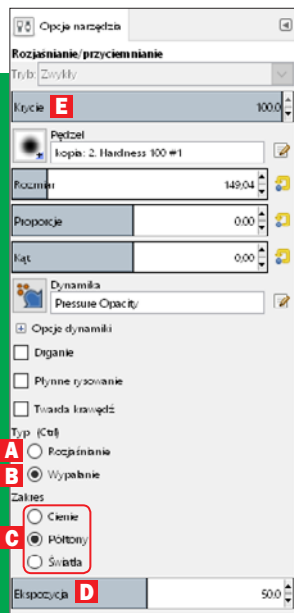 Opcje narzędzia
Rozjaśnianie/przyciemnianie
Tryb: Zwykły
Krycie E 100.0
Pędzel
kopia: 2. Hardness 100 #1
Rozmiar 149,04
Proporcje 0,00
Kąt 0,00
Dynamika
Pressure Opacity
Opcje dynamiki
Drganie
Płynne rysowanie
Twarda krawędź
Typ (Ctrl)
A Rozjaśnianie
B Wypalanie
Zakres
Cienie
C Półtony
Światła
Ekspozycja D 50.0